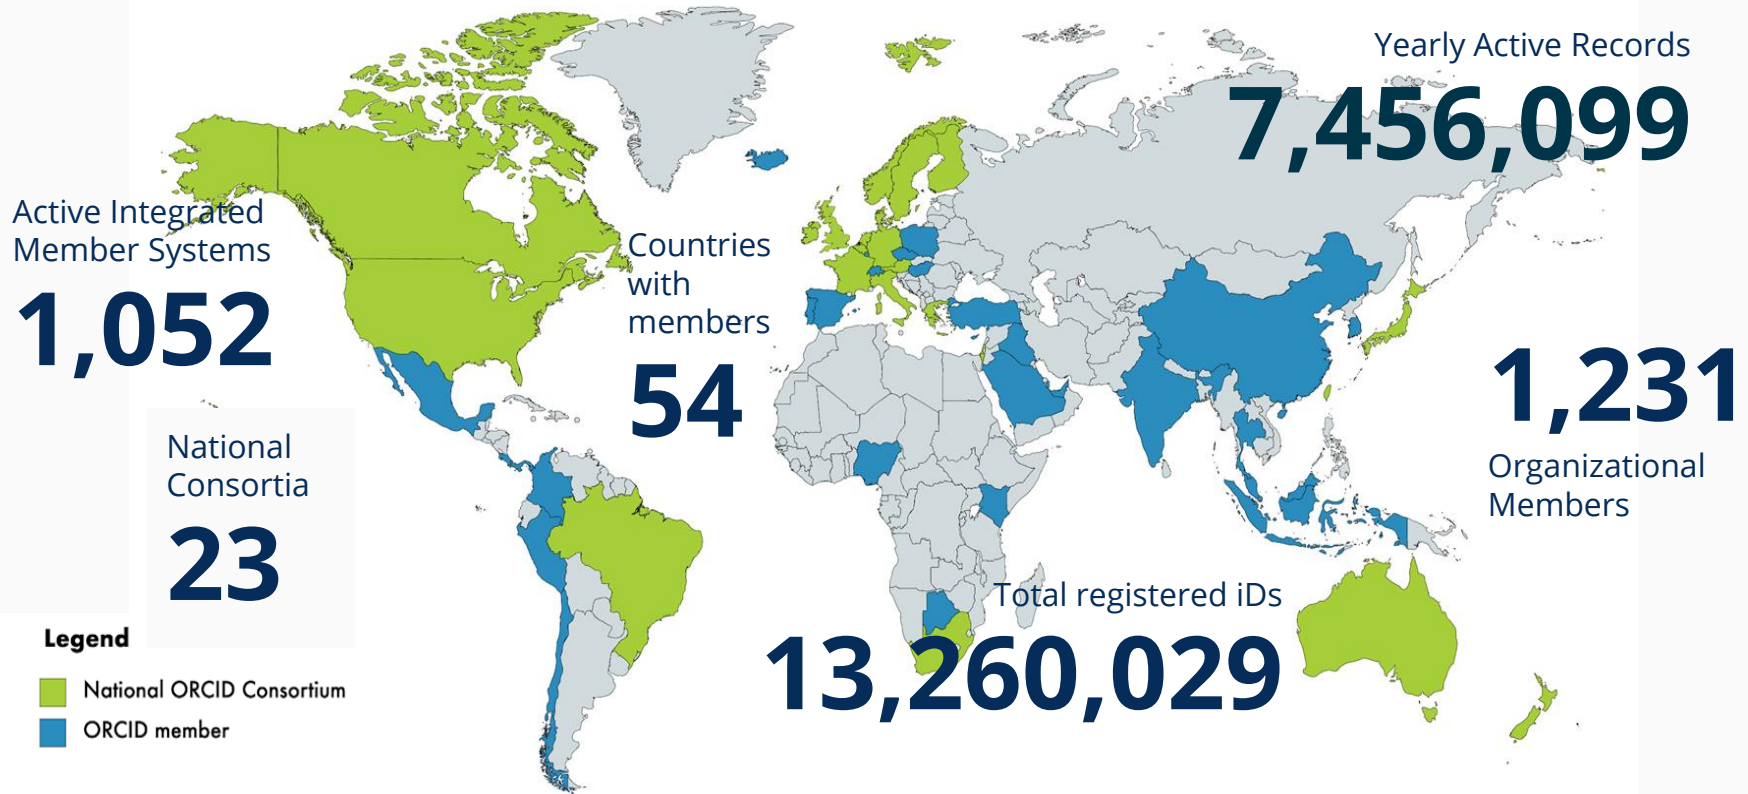 Yearly Active Records
7,456,099
Active Integrated
Member Systems
1,052
Countries
with
members
54
1,231
Organizational
Members
National
Consortia
23
Total registered iDs
13,260,029
Legend
National ORCID Consortium
ORCID member